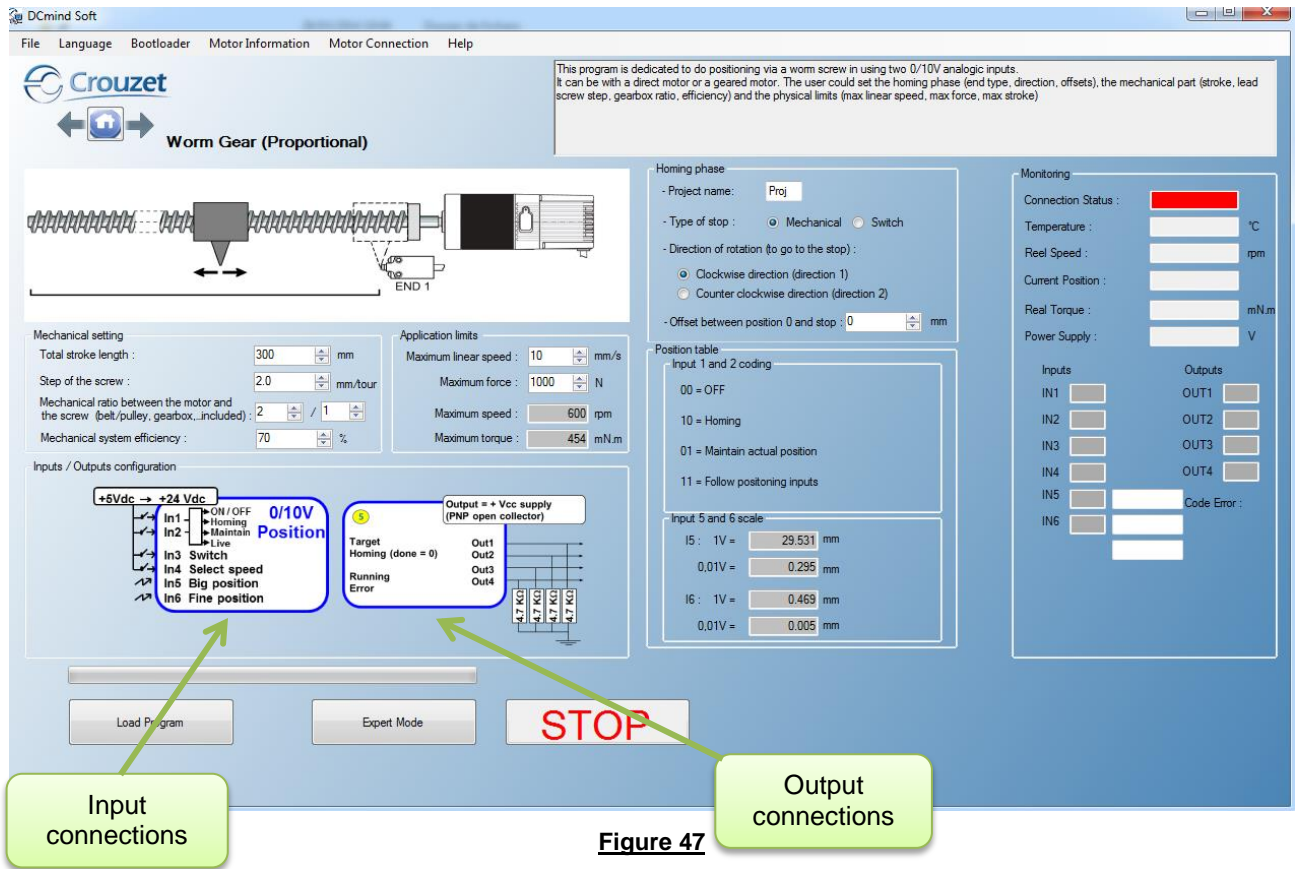 DCmind Soft
File Language Bootloader Motor Information Motor Connection Help
Crouzet
Worm Gear (Proportional)
This program is dedicated to do positioning via a worm screw in using two 0/10V analogic inputs.
It can be with a direct motor or a geared motor. The user could set the homing phase (end type, direction, offsets), the mechanical part (stroke, lead
screw step, gearbox ratio, efficiency) and the physical limits (max linear speed, max force, max stroke)
END 1
Mechanical setting
Total stroke length : 300 mm
Step of the screw : 2.0 mm/tour
Mechanical ratio between the motor and
the screw (belt/pulley, gearbox,..included) : 2 / 1
Mechanical system efficiency : 70 %
Application limits
Maximum linear speed : 10 mm/s
Maximum force : 1000 N
Maximum speed : 600 rpm
Maximum torque : 454 mN.m
Inputs / Outputs configuration
+5Vdc → +24 Vdc
In1 - ON / OFF
Homing
In2 - Maintain
Live
0/10V
Position
In3 Switch
In4 Select speed
In5 Big position
In6 Fine position
5
Output = + Vcc supply
(PNP open collector)
Target Out1
Homing (done = 0) Out2
Running Out3
Error Out4
4.7 KΩ 4.7 KΩ 4.7 KΩ 4.7 KΩ
Homing phase
- Project name: Proj
- Type of stop : Mechanical Switch
- Direction of rotation (to go to the stop) :
Clockwise direction (direction 1)
Counter clockwise direction (direction 2)
- Offset between position 0 and stop : 0 mm
Position table
Input 1 and 2 coding
00 = OFF
10 = Homing
01 = Maintain actual position
11 = Follow positoning inputs
Input 5 and 6 scale
I5 : 1V = 29.531 mm
0,01V = 0.295 mm
I6 : 1V = 0.469 mm
0,01V = 0.005 mm
Monitoring
Connection Status :
Temperature : °C
Reel Speed : rpm
Current Position :
Real Torque : mN.m
Power Supply : V
Inputs Outputs
IN1 OUT1
IN2 OUT2
IN3 OUT3
IN4 OUT4
IN5 Code Error :
IN6
Load Program
Expert Mode
STOP
Input
connections
Output
connections
Figure 47